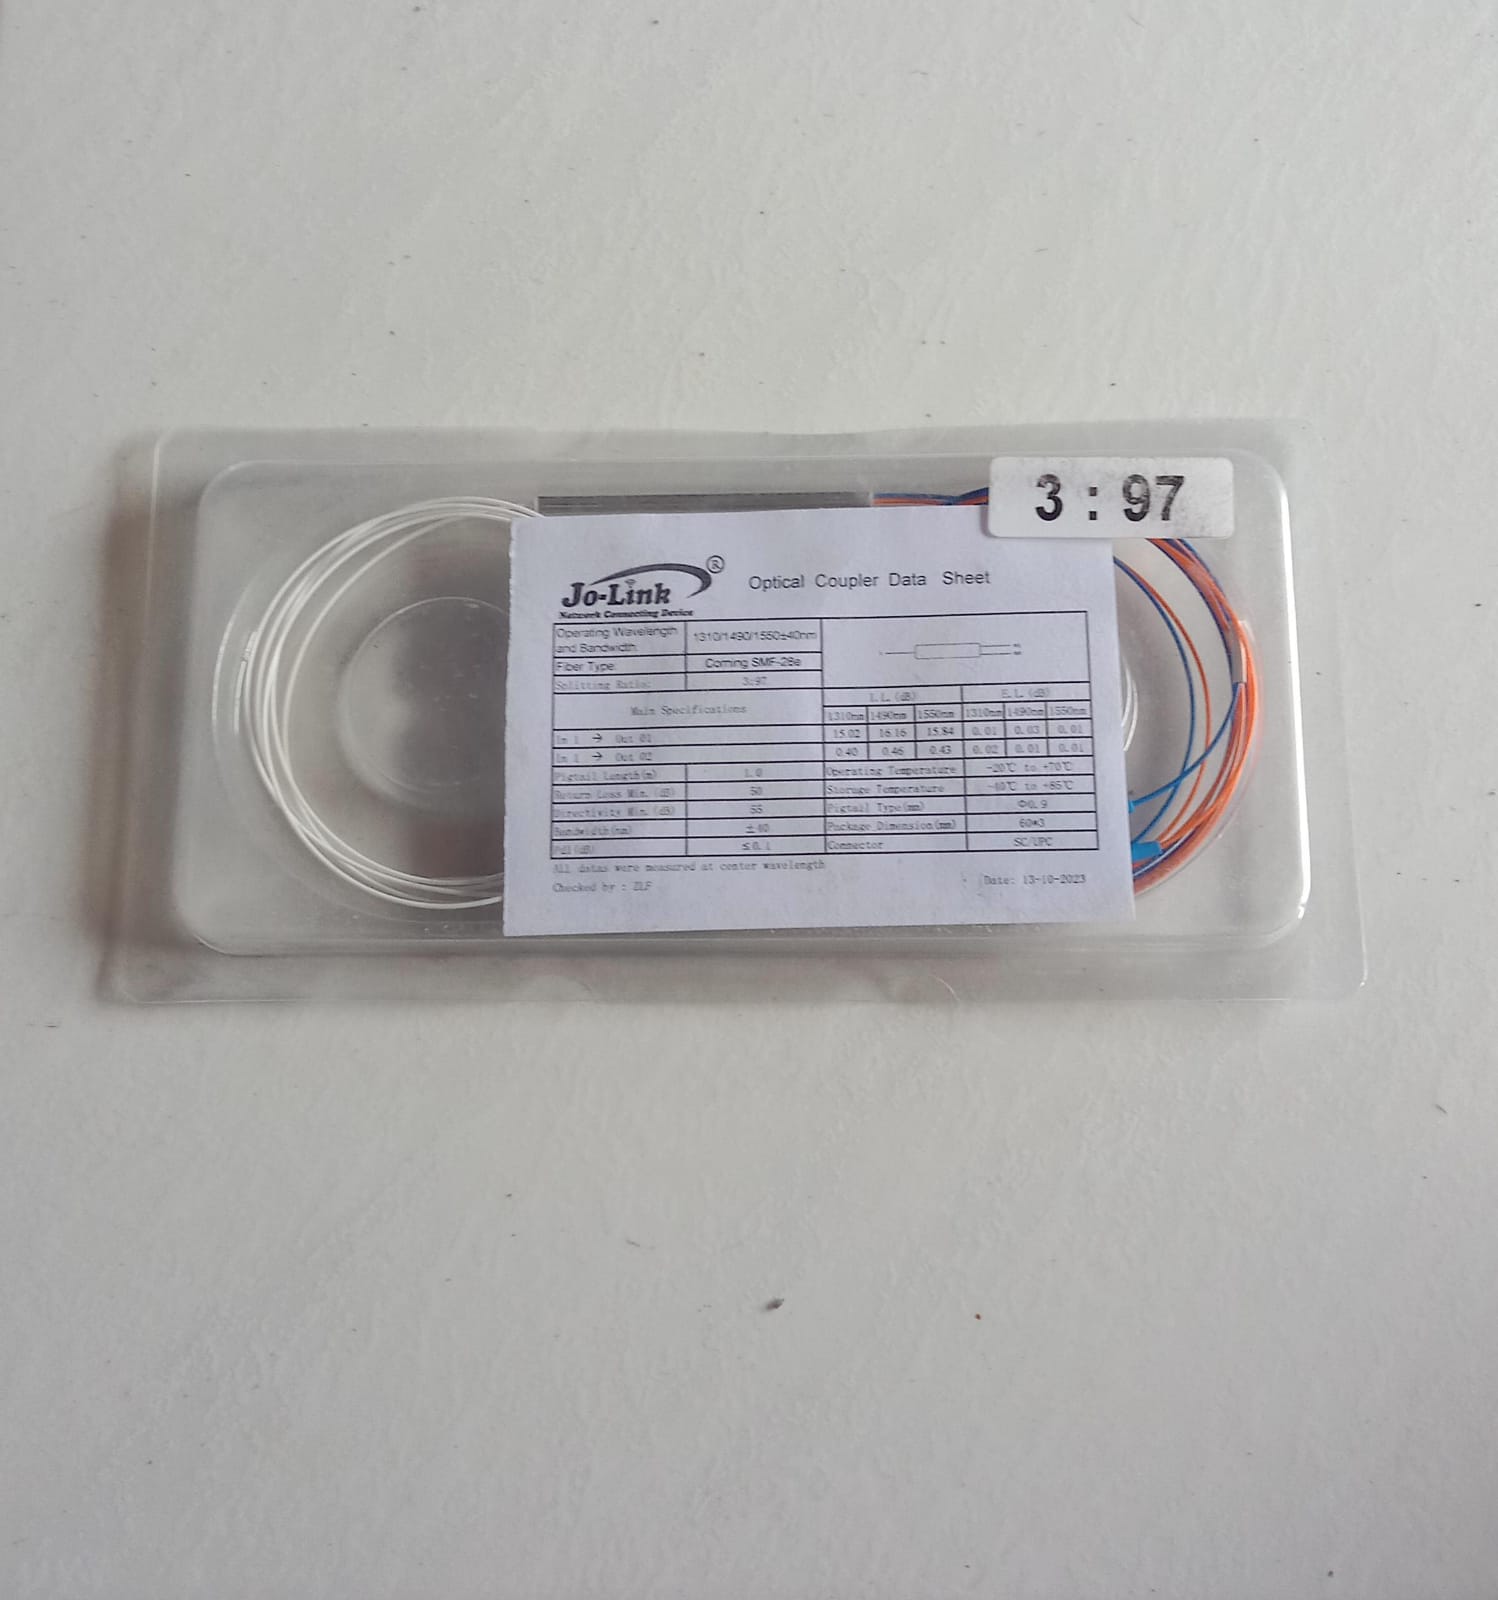 3 : 97
Jo-Link ®
Network Connecting Device
Optical Coupler Data Sheet
Operating Wavelength and Bandwidth: 1310/1490/1550±40nm
Fiber Type: Corning SMF-28e
Splitting Ratio: 3:97
Main Specifications I.L. (dB) E.L. (dB)
1310nm 1490nm 1550nm 1310nm 1490nm 1550nm
In 1 → Out 01 15.02 16.16 15.84 0.01 0.03 0.01
In 1 → Out 02 0.40 0.46 0.43 0.02 0.01 0.01
Pigtail Length(m) 1.0 Operating Temperature -20℃ to +70℃
Return Loss Min. (dB) 50 Storage Temperature -40℃ to +85℃
Directivity Min. (dB) 55 Pigtail Type(mm) Φ0.9
Bandwidth(nm) ±40 Package Dimension(mm) 60*3
Pdl(dB) ≤0.1 Connector SC/UPC
All datas were measured at center wavelength
Checked by : ZLF Date: 13-10-2023